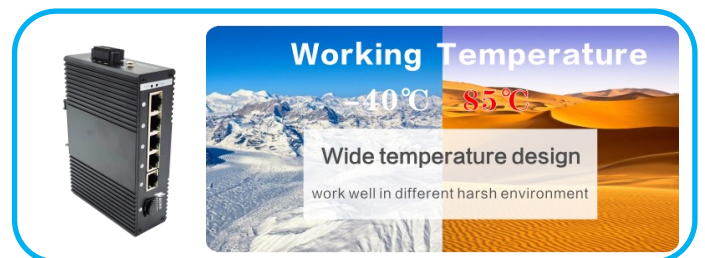 Working Temperature
-40℃ 85℃
Wide temperature design
work well in different harsh environment